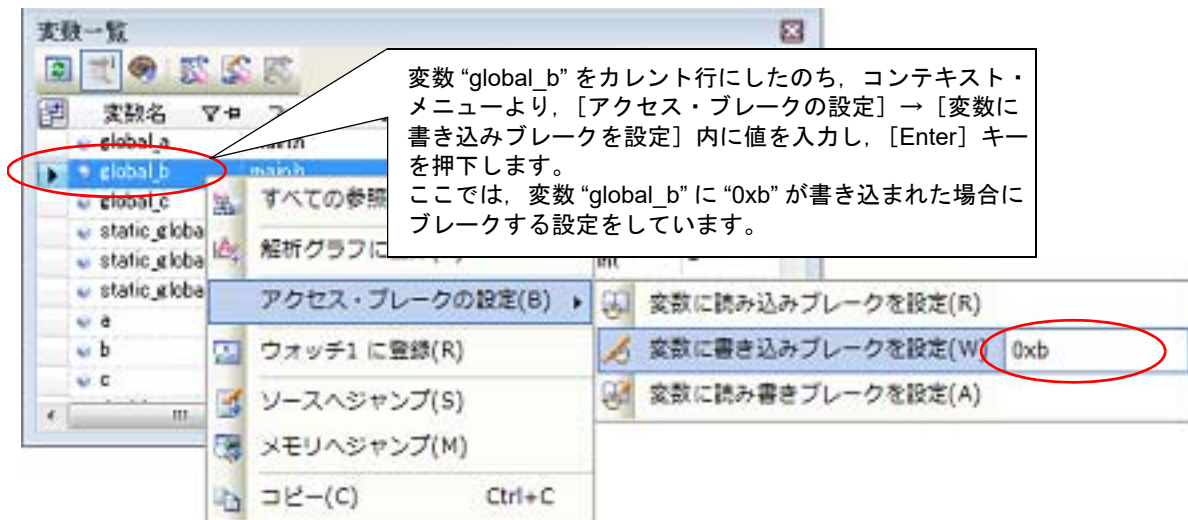 変数一覧
変数 “global_b” をカレント行にしたのち，コンテキスト・
メニューより，［アクセス・ブレークの設定］→［変数に
書き込みブレークを設定］内に値を入力し，［Enter］キー
を押下します。
ここでは，変数 “global_b” に “0xb” が書き込まれた場合に
ブレークする設定をしています。
変数名
global_a
global_b
global_c
static_globa
static_globa
static_globa
a
b
c
すべての参照
解析グラフに
int
アクセス・ブレークの設定(B)
ウォッチ1 に登録(R)
ソースへジャンプ(S)
メモリへジャンプ(M)
コピー(C) Ctrl+C
変数に読み込みブレークを設定(R)
変数に書き込みブレークを設定(W) 0xb
変数に読み書きブレークを設定(A)